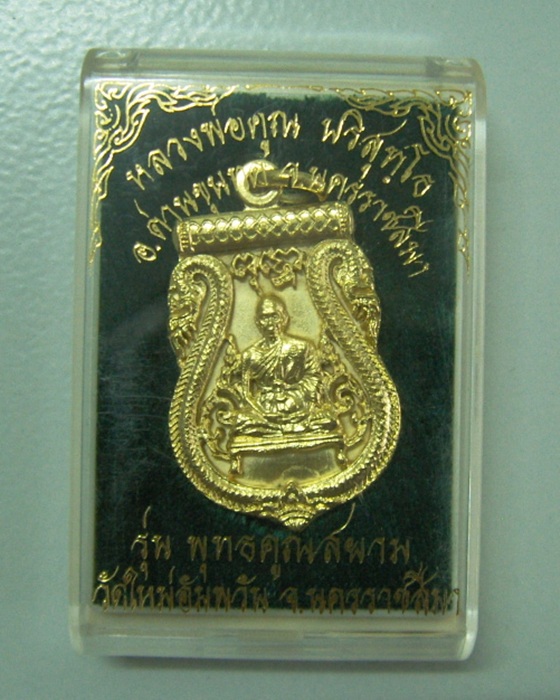 หลวงพ่อคูณ ปริสุทฺโธ
อ.ด่านขุนทด จ.นครราชสีมา
รุ่น พุทธคูณสยาม
วัดใหม่อัมพวัน จ.นครราชสีมา